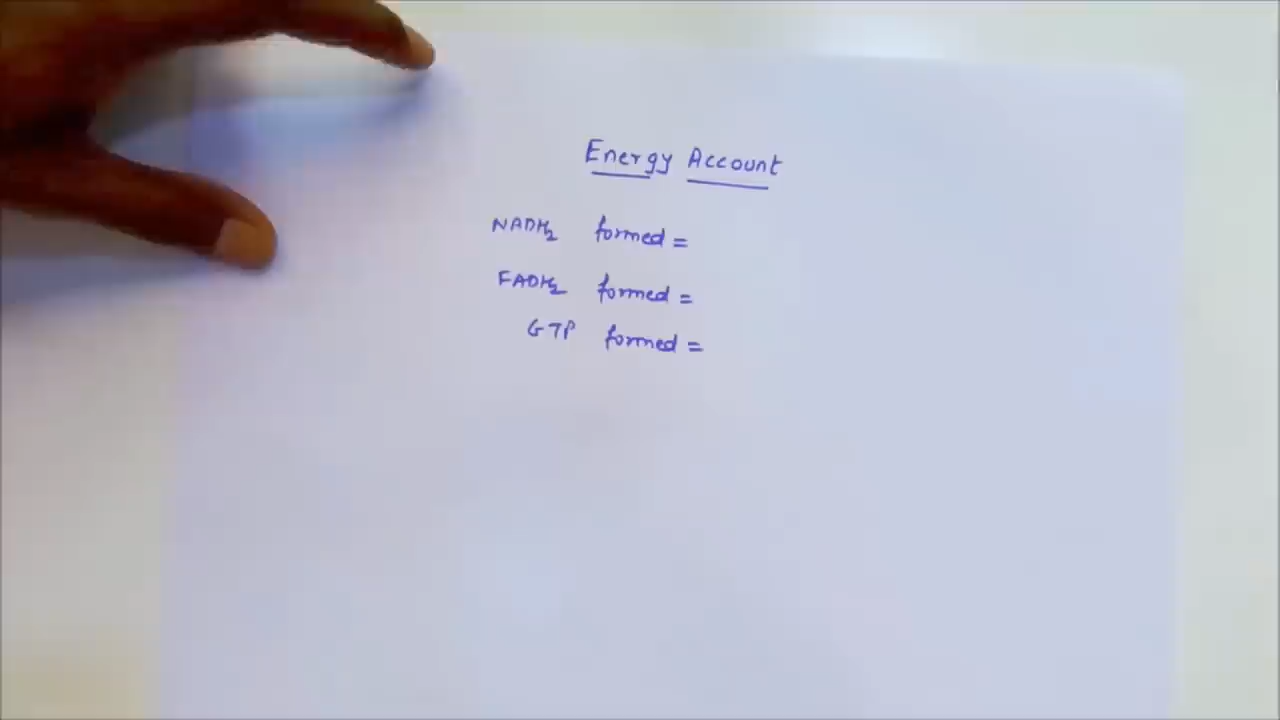 Energy Account
NADH₂ formed =
FADH₂ formed =
GTP formed =